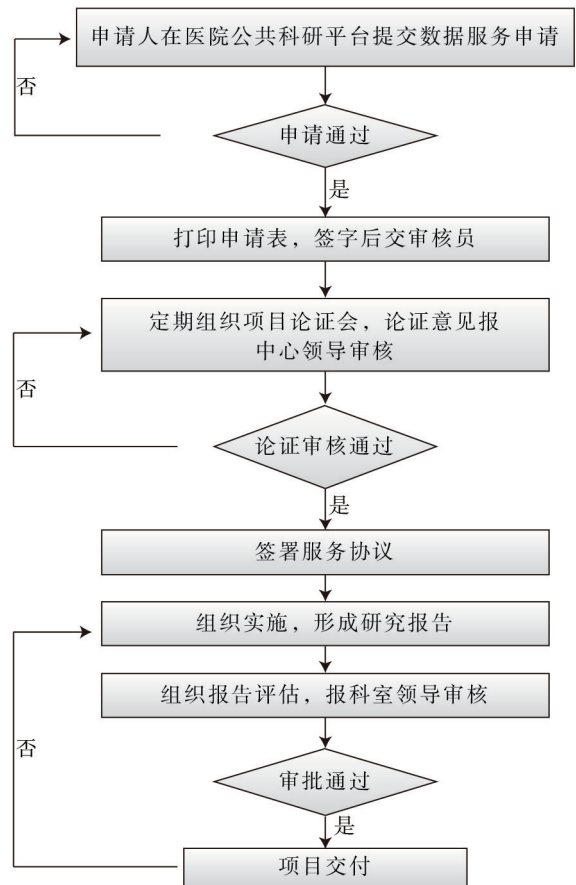 申请人在医院公共科研平台提交数据服务申请
否
申请通过
是
打印申请表，签字后交审核员
定期组织项目论证会，论证意见报
中心领导审核
否
论证审核通过
是
签署服务协议
组织实施，形成研究报告
组织报告评估，报科室领导审核
否
审批通过
是
项目交付